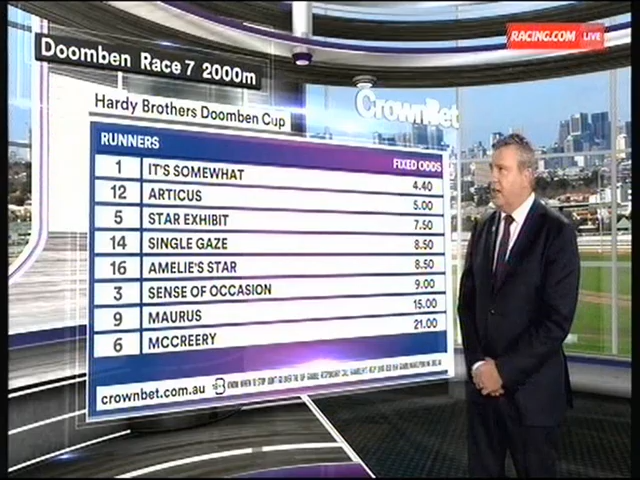 RACING.COM LIVE
Doomben Race 7 2000m
Hardy Brothers Doomben Cup
CrownBet
RUNNERS FIXED ODDS
1 IT'S SOMEWHAT 4.40
12 ARTICUS 5.00
5 STAR EXHIBIT 7.50
14 SINGLE GAZE 8.50
16 AMELIE'S STAR 8.50
3 SENSE OF OCCASION 9.00
9 MAURUS 15.00
6 MCCREERY 21.00
crownbet.com.au